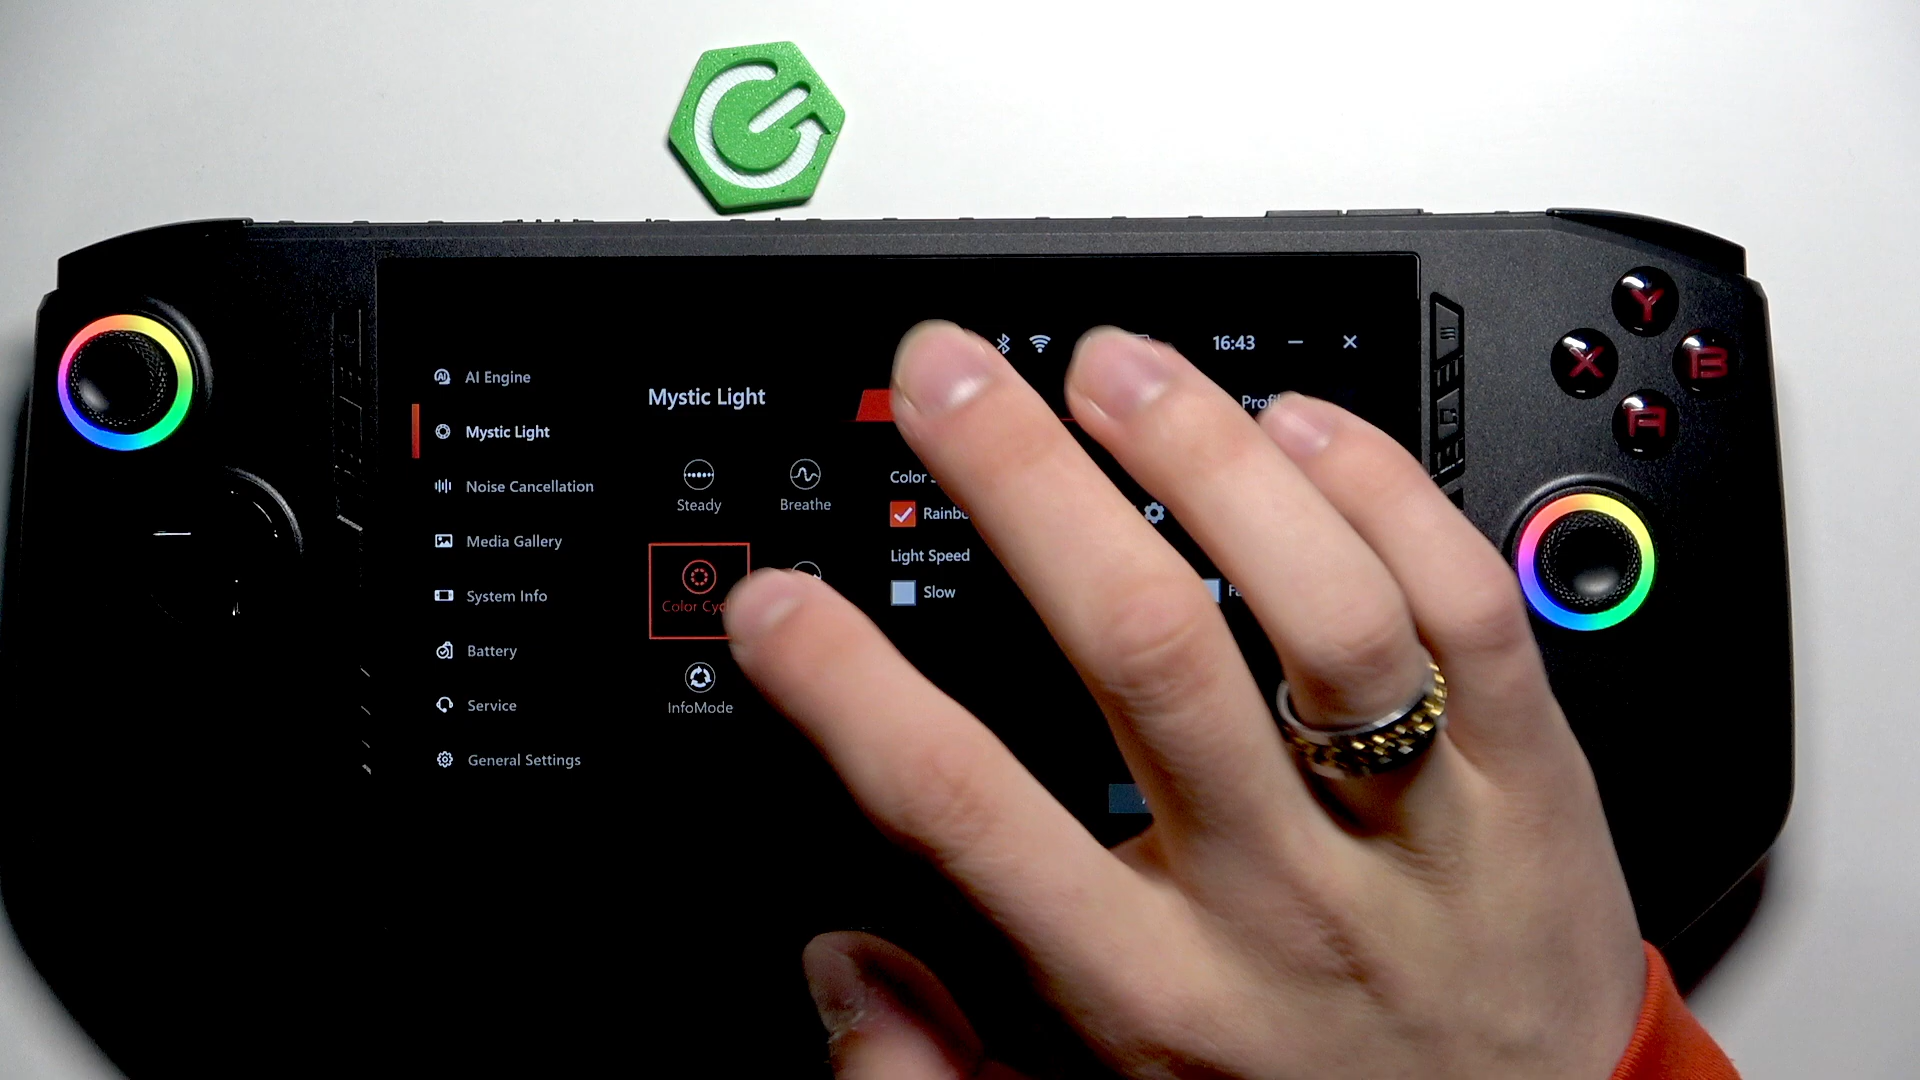 16:43
AI Engine
Mystic Light
Noise Cancellation
Media Gallery
System Info
Battery
Service
General Settings
Mystic Light
Steady
Breathe
InfoMode
Light Speed
Slow
Y
X
B
A